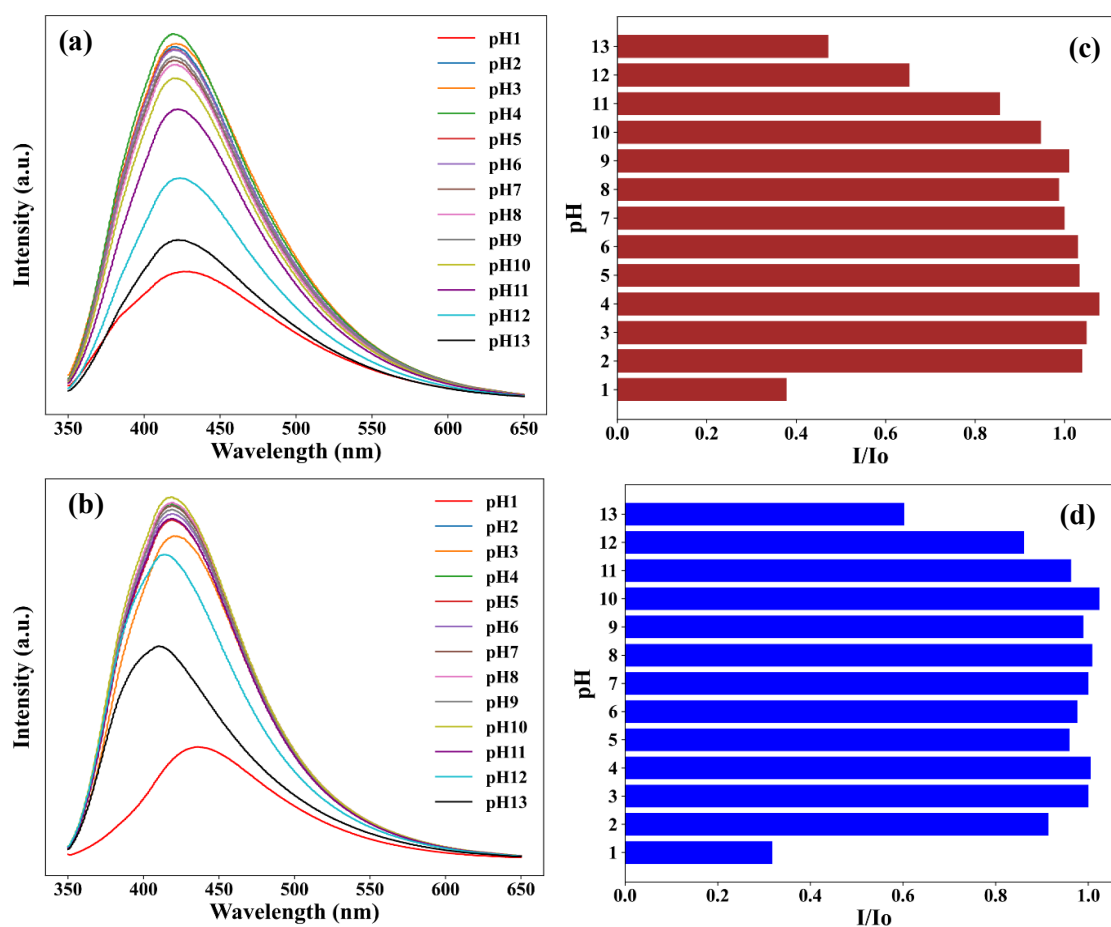 (a)
Intensity (a.u.)
pH1
pH2
pH3
pH4
pH5
pH6
pH7
pH8
pH9
pH10
pH11
pH12
pH13
350 400 450 500 550 600 650
Wavelength (nm)
(c)
pH
13
12
11
10
9
8
7
6
5
4
3
2
1
0.0 0.2 0.4 0.6 0.8 1.0
I/Io
(b)
Intensity (a.u.)
pH1
pH2
pH3
pH4
pH5
pH6
pH7
pH8
pH9
pH10
pH11
pH12
pH13
350 400 450 500 550 600 650
Wavelength (nm)
(d)
pH
13
12
11
10
9
8
7
6
5
4
3
2
1
0.0 0.2 0.4 0.6 0.8 1.0
I/Io